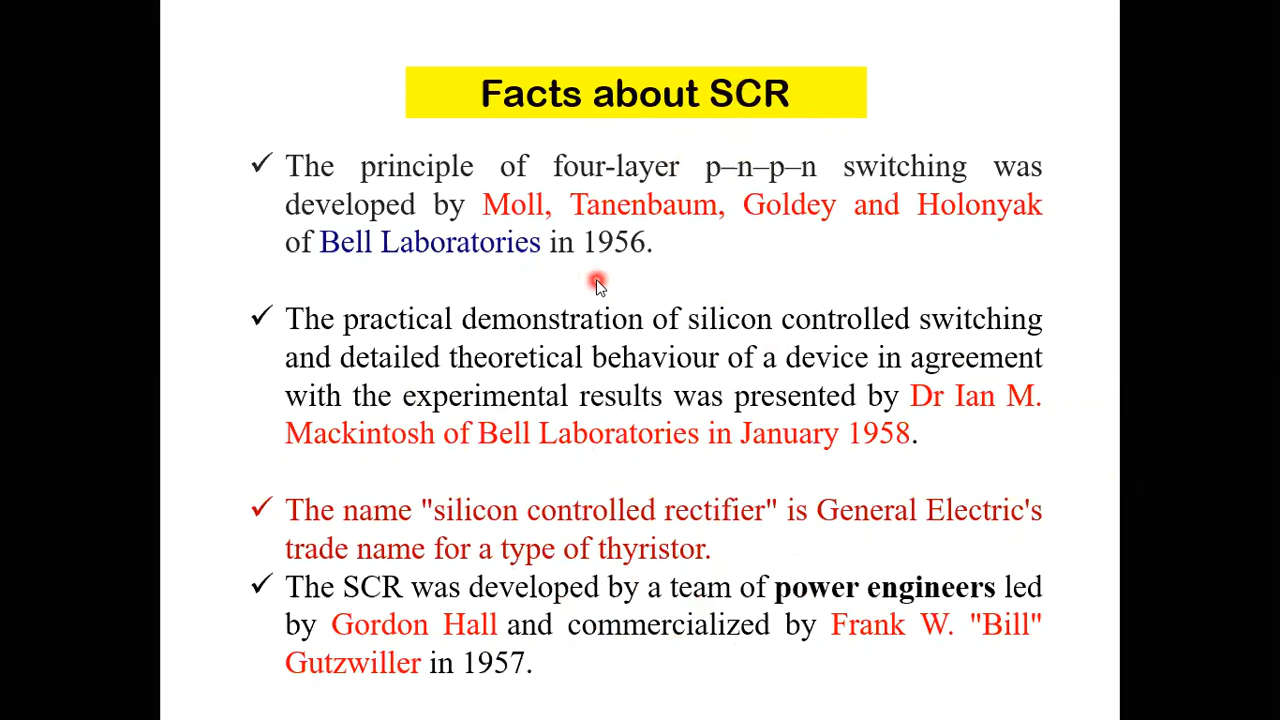 Facts about SCR
✓ The principle of four-layer p–n–p–n switching was
developed by Moll, Tanenbaum, Goldey and Holonyak
of Bell Laboratories in 1956.
✓ The practical demonstration of silicon controlled switching
and detailed theoretical behaviour of a device in agreement
with the experimental results was presented by Dr Ian M.
Mackintosh of Bell Laboratories in January 1958.
✓ The name "silicon controlled rectifier" is General Electric's
trade name for a type of thyristor.
✓ The SCR was developed by a team of power engineers led
by Gordon Hall and commercialized by Frank W. "Bill"
Gutzwiller in 1957.